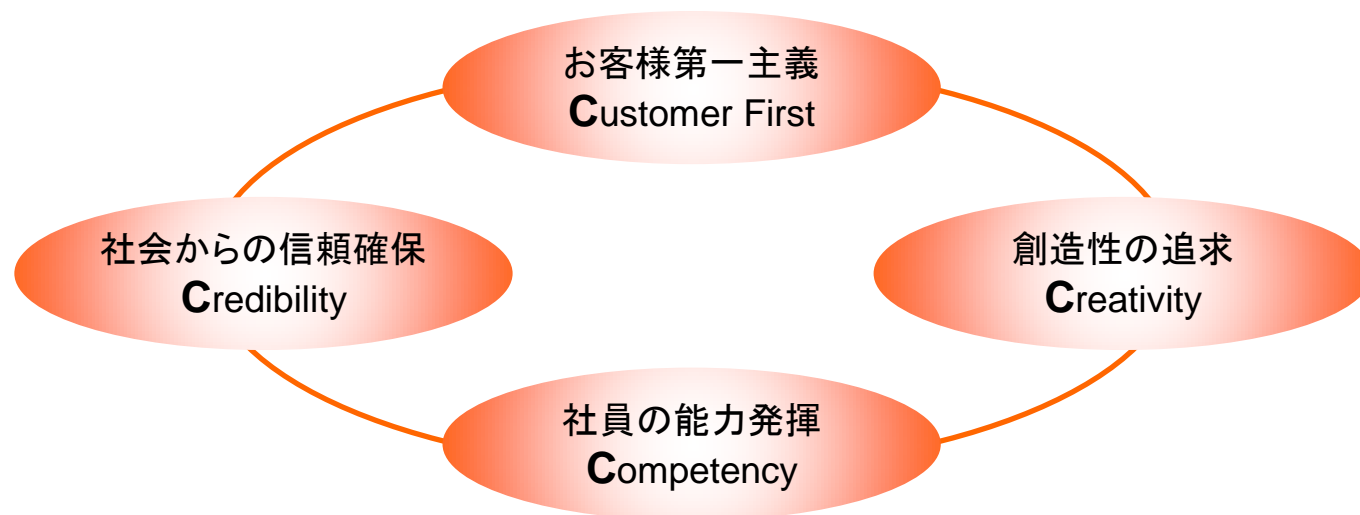 お客様第一主義
Customer First
社会からの信頼確保
Credibility
創造性の追求
Creativity
社員の能力発揮
Competency